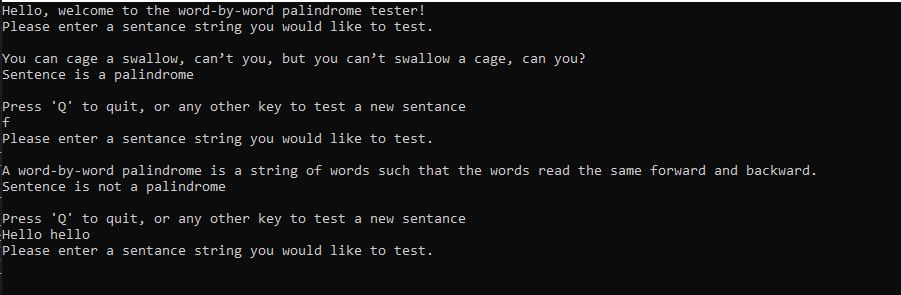 Hello, welcome to the word-by-word palindrome tester!
Please enter a sentence string you would like to test.
You can cage a swallow, can’t you, but you can’t swallow a cage, can you?
Sentence is a palindrome
Press 'Q' to quit, or any other key to test a new sentance
f
Please enter a sentence string you would like to test.
A word-by-word palindrome is a string of words such that the words read the same forward and backward.
Sentence is not a palindrome
Press 'Q' to quit, or any other key to test a new sentance
Hello hello
Please enter a sentence string you would like to test.